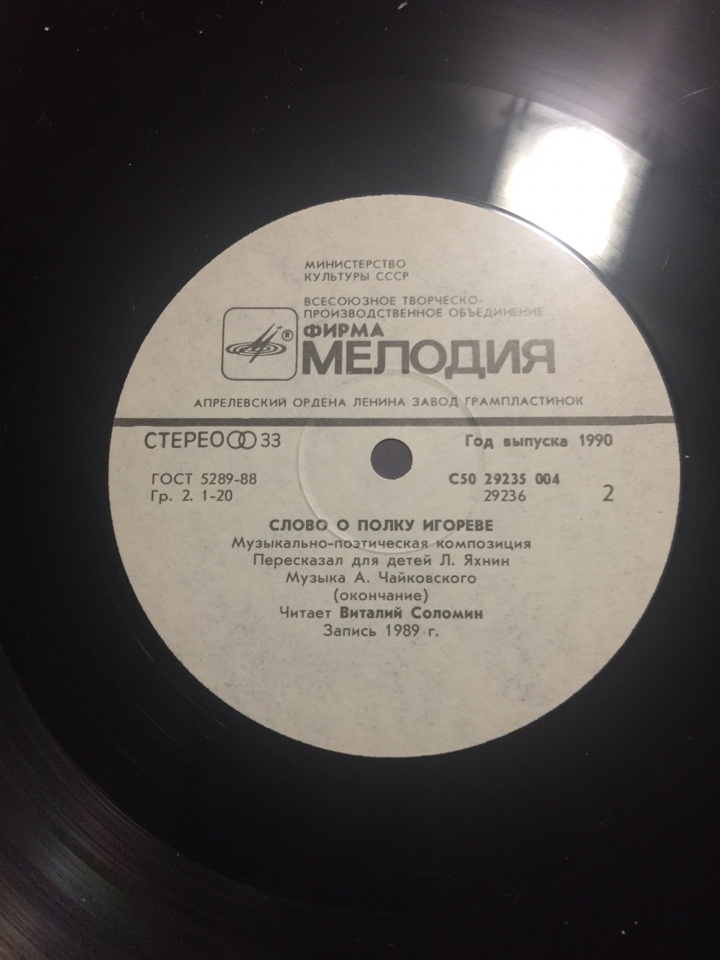 МИНИСТЕРСТВО
КУЛЬТУРЫ СССР
ВСЕСОЮЗНОЕ ТВОРЧЕСКО-
ПРОИЗВОДСТВЕННОЕ ОБЪЕДИНЕНИЕ
®
ФИРМА
МЕЛОДИЯ
АПРЕЛЕВСКИЙ ОРДЕНА ЛЕНИНА ЗАВОД ГРАМПЛАСТИНОК
СТЕРЕО 33
Год выпуска 1990
ГОСТ 5289-88
Гр. 2. 1-20
С50 29235 004
29236
2
СЛОВО О ПОЛКУ ИГОРЕВЕ
Музыкально-поэтическая композиция
Пересказал для детей Л. Яхнин
Музыка А. Чайковского
(окончание)
Читает Виталий Соломин
Запись 1989 г.